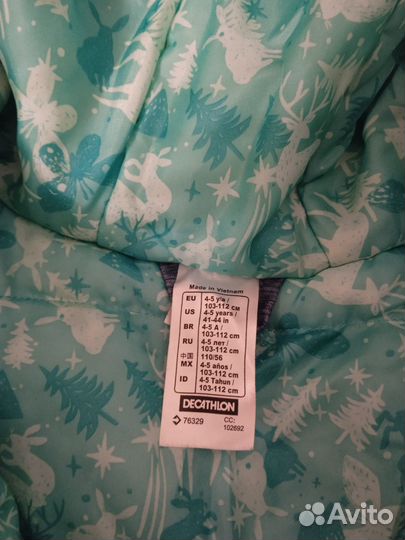 Made in Vietnam
EU 4-5 y/a / 103-112 CM
US 4-5 years / 41-44 in
BR 4-5 A / 103-112 cm
RU 4-5 лет / 103-112 cm
中国 110/56
MX 4-5 años / 103-112 cm
ID 4-5 Tahun / 103-112 cm
DECATHLON
76329 CC: 102692
Avito